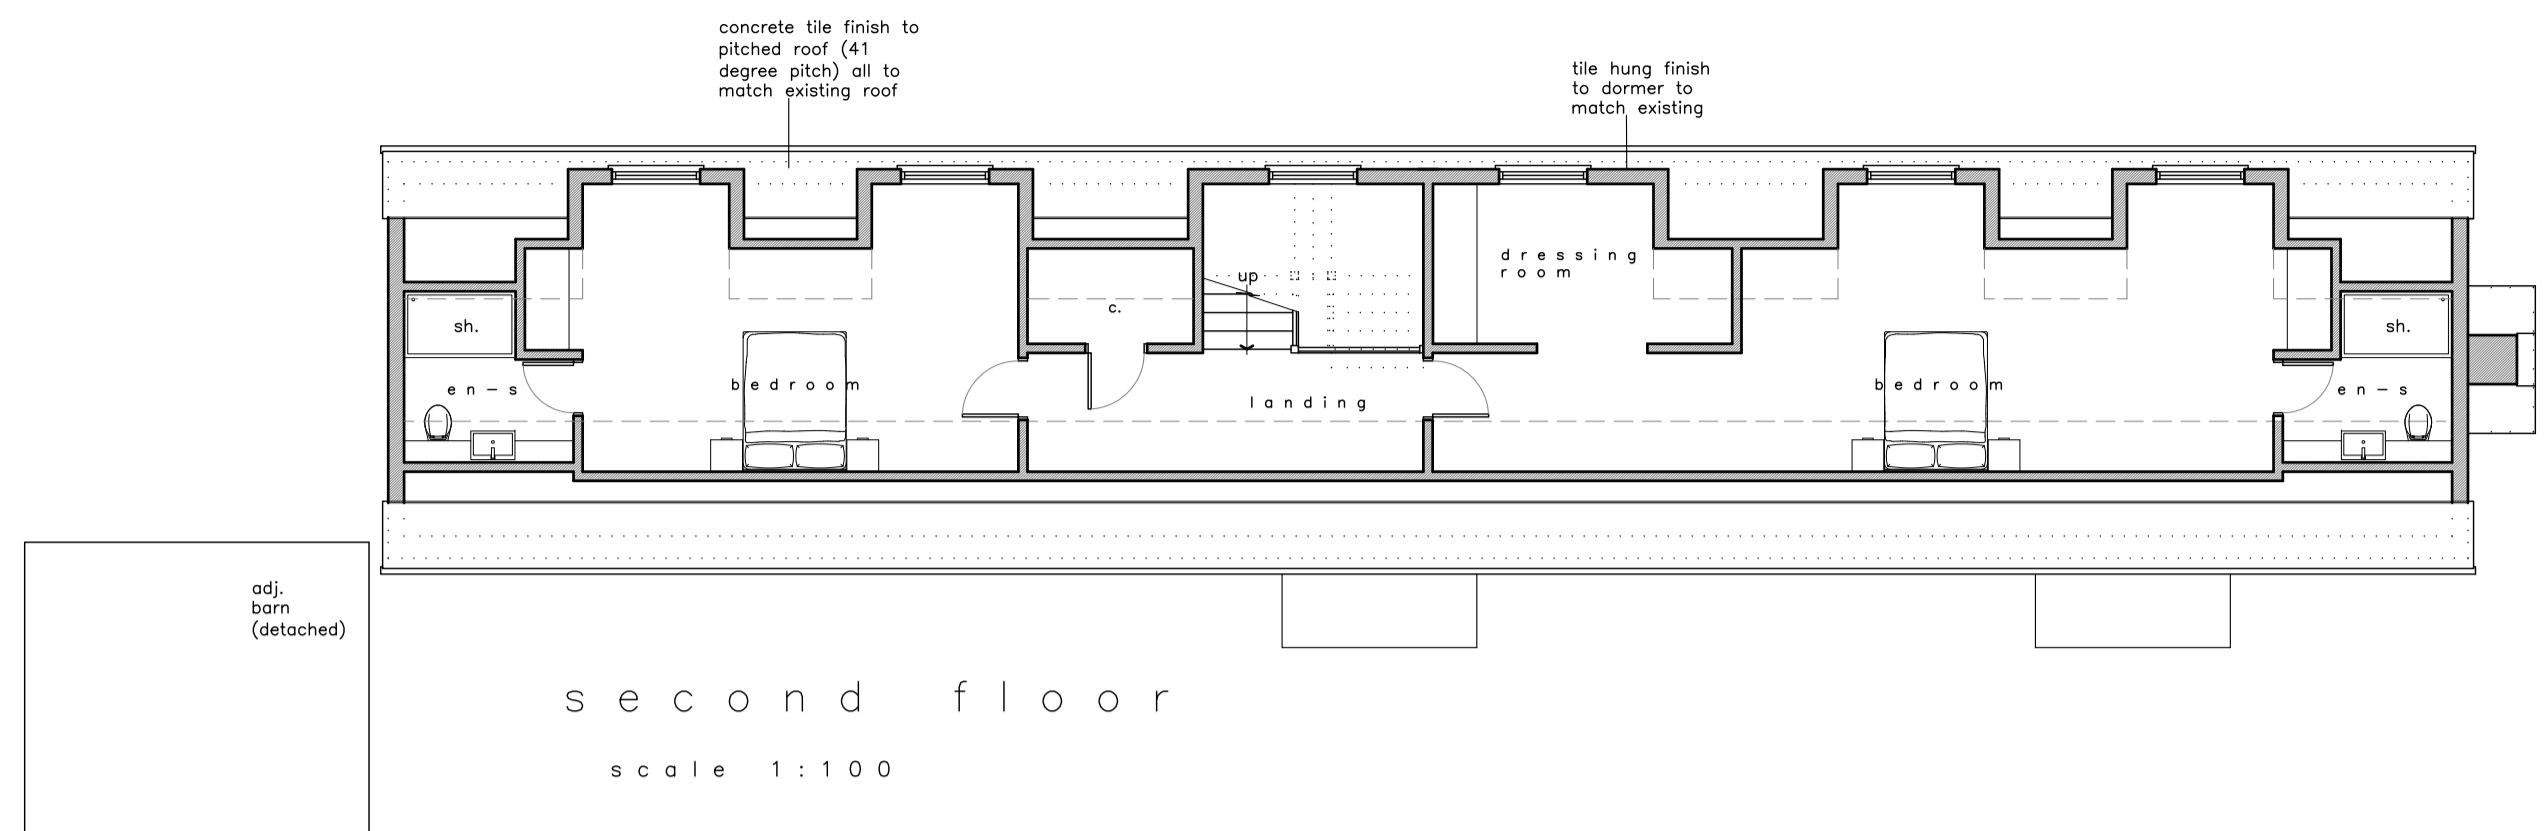 concrete tile finish to
pitched roof (41
degree pitch) all to
match existing roof
tile hung finish
to dormer to
match existing
dressing
room
up
c.
sh.
sh.
bedroom
bedroom
en-s
en-s
landing
adj.
barn
(detached)
second floor
scale 1:100